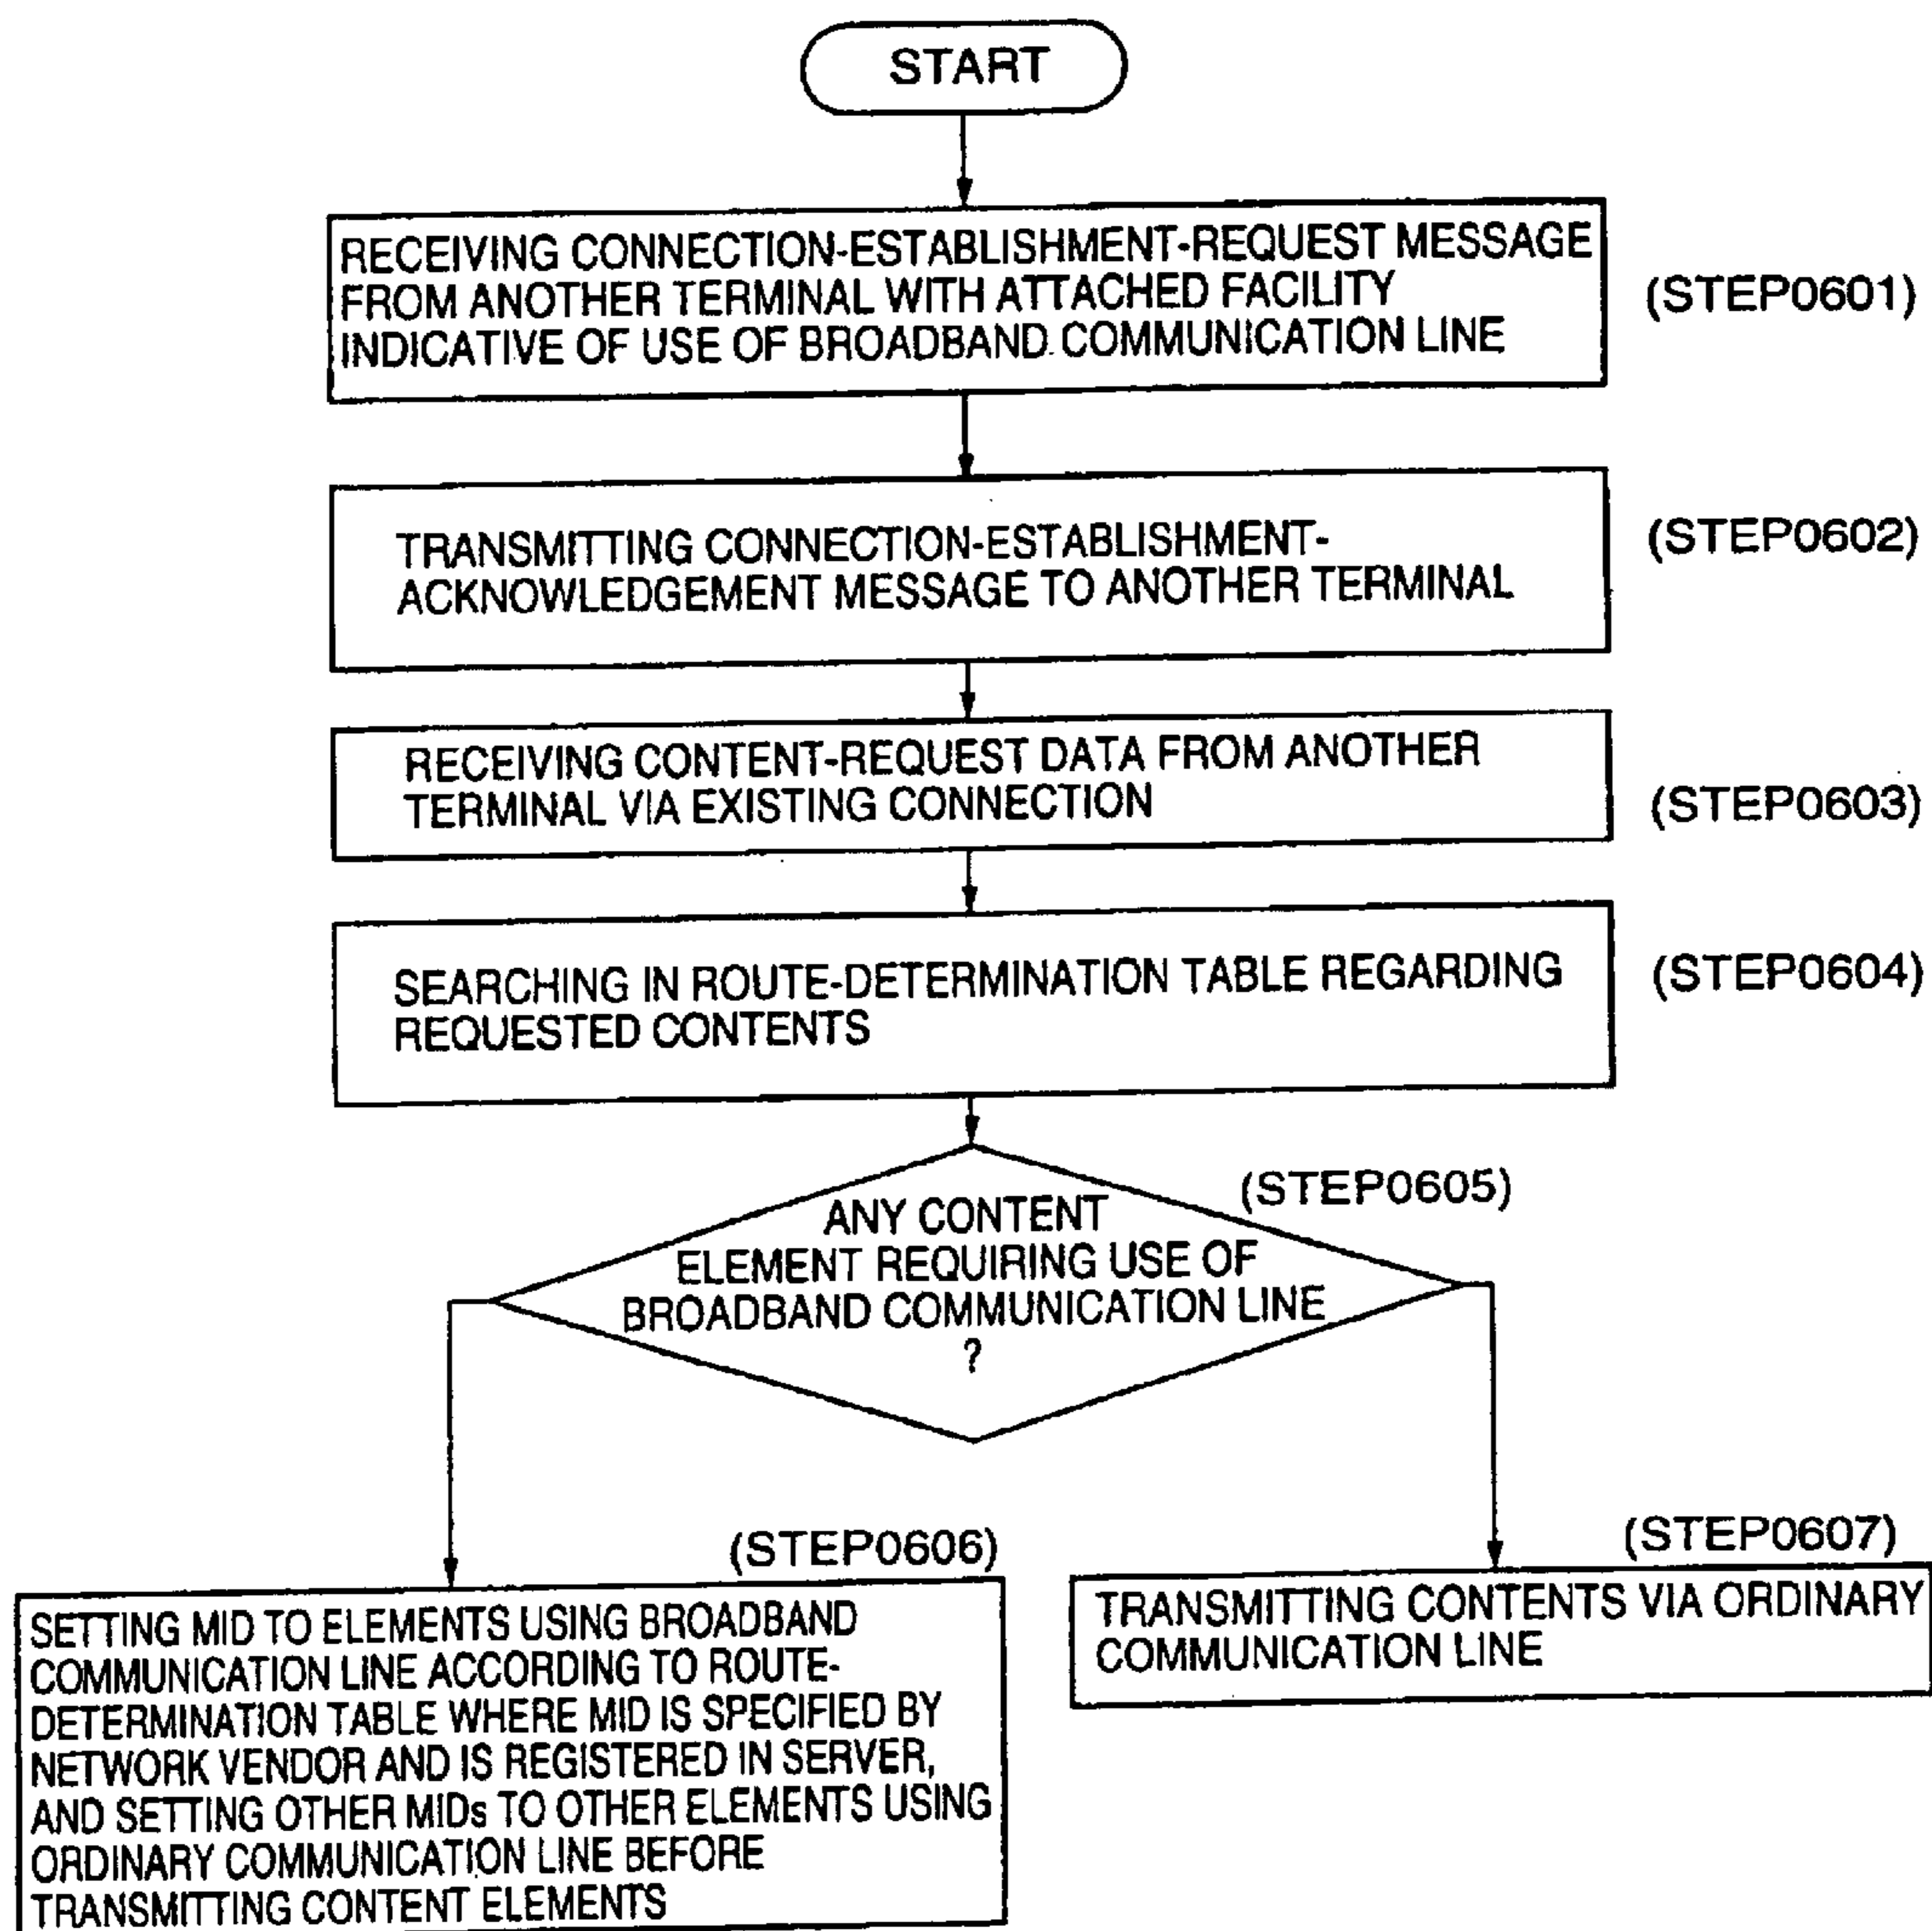 START
RECEIVING CONNECTION-ESTABLISHMENT-REQUEST MESSAGE
FROM ANOTHER TERMINAL WITH ATTACHED FACILITY
INDICATIVE OF USE OF BROADBAND COMMUNICATION LINE
(STEP0601)
TRANSMITTING CONNECTION-ESTABLISHMENT-
ACKNOWLEDGEMENT MESSAGE TO ANOTHER TERMINAL
(STEP0602)
RECEIVING CONTENT-REQUEST DATA FROM ANOTHER
TERMINAL VIA EXISTING CONNECTION
(STEP0603)
SEARCHING IN ROUTE-DETERMINATION TABLE REGARDING
REQUESTED CONTENTS
(STEP0604)
(STEP0605)
ANY CONTENT
ELEMENT REQUIRING USE OF
BROADBAND COMMUNICATION LINE
?
(STEP0606)
SETTING MID TO ELEMENTS USING BROADBAND
COMMUNICATION LINE ACCORDING TO ROUTE-
DETERMINATION TABLE WHERE MID IS SPECIFIED BY
NETWORK VENDOR AND IS REGISTERED IN SERVER,
AND SETTING OTHER MIDs TO OTHER ELEMENTS USING
ORDINARY COMMUNICATION LINE BEFORE
TRANSMITTING CONTENT ELEMENTS
(STEP0607)
TRANSMITTING CONTENTS VIA ORDINARY
COMMUNICATION LINE